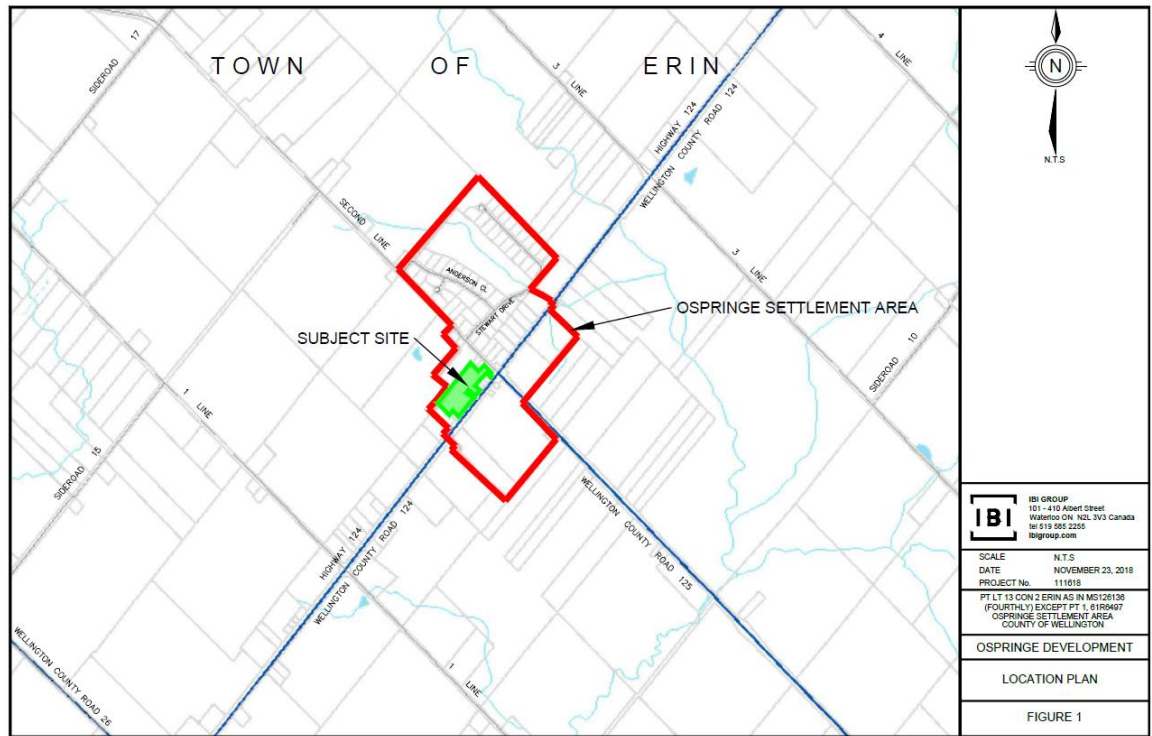 TOWN OF ERIN
SIDEROAD 17
4 LINE
3 LINE
HIGHWAY 124
WELLINGTON COUNTY ROAD 124
SECOND LINE
ANDERSON CL
STEWART DRIVE
OSPRINGE SETTLEMENT AREA
SUBJECT SITE
3 LINE
SIDEROAD 10
1 LINE
SIDEROAD 15
HIGHWAY 124
WELLINGTON COUNTY ROAD 124
WELLINGTON COUNTY ROAD 125
WELLINGTON COUNTY ROAD 26
1 LINE
N
N.T.S
IBI
IBI GROUP
101 - 410 Albert Street
Waterloo ON N2L 3V3 Canada
tel 519 585 2255
ibigroup.com
SCALE N.T.S
DATE NOVEMBER 23, 2018
PROJECT No. 111618
PT LT 13 CON 2 ERIN AS IN MS126136
(FOURTHLY) EXCEPT PT 1, 61R6497
OSPRINGE SETTLEMENT AREA
COUNTY OF WELLINGTON
OSPRINGE DEVELOPMENT
LOCATION PLAN
FIGURE 1